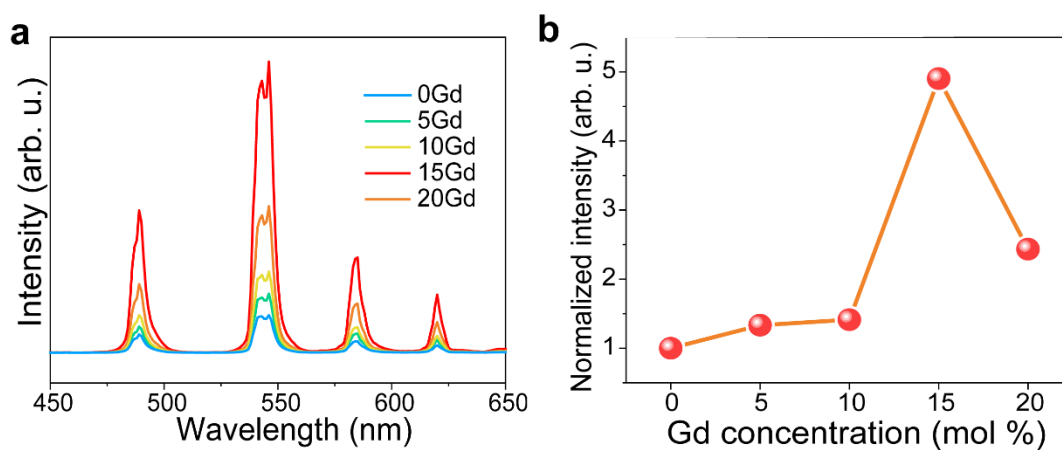 a
Intensity (arb. u.)
0Gd
5Gd
10Gd
15Gd
20Gd
450 500 550 600 650
Wavelength (nm)
b
Normalized intensity (arb. u.)
5
4
3
2
1
0 5 10 15 20
Gd concentration (mol %)